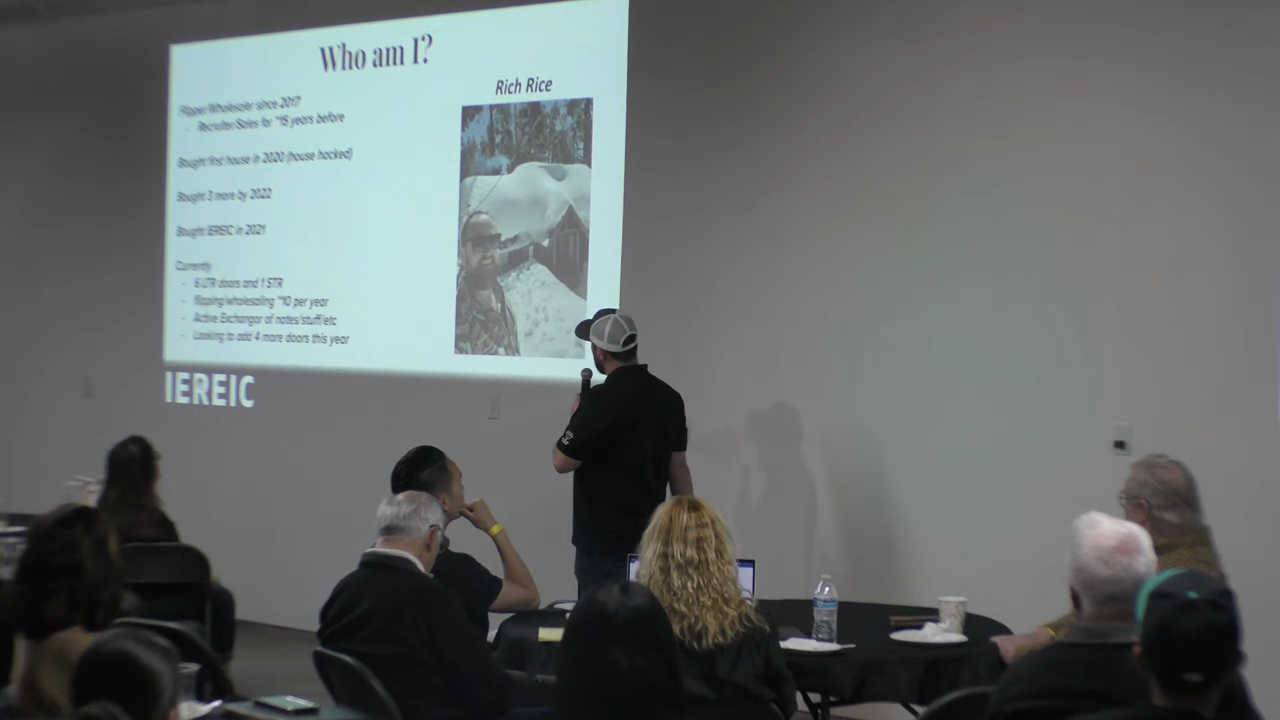 Who am I?
Rich Rice
Flipper/Wholesaler since 2017
- Recruiter/Sales for ~15 years before
Bought first house in 2020 (house hacked)
Bought 3 more by 2022
Bought IEREIC in 2021
Currently
- 6 LTR doors and 1 STR
- flipping/wholesaling ~10 per year
- Active Exchangor of notes/stuff/etc
- Looking to add 4 more doors this year
IEREIC